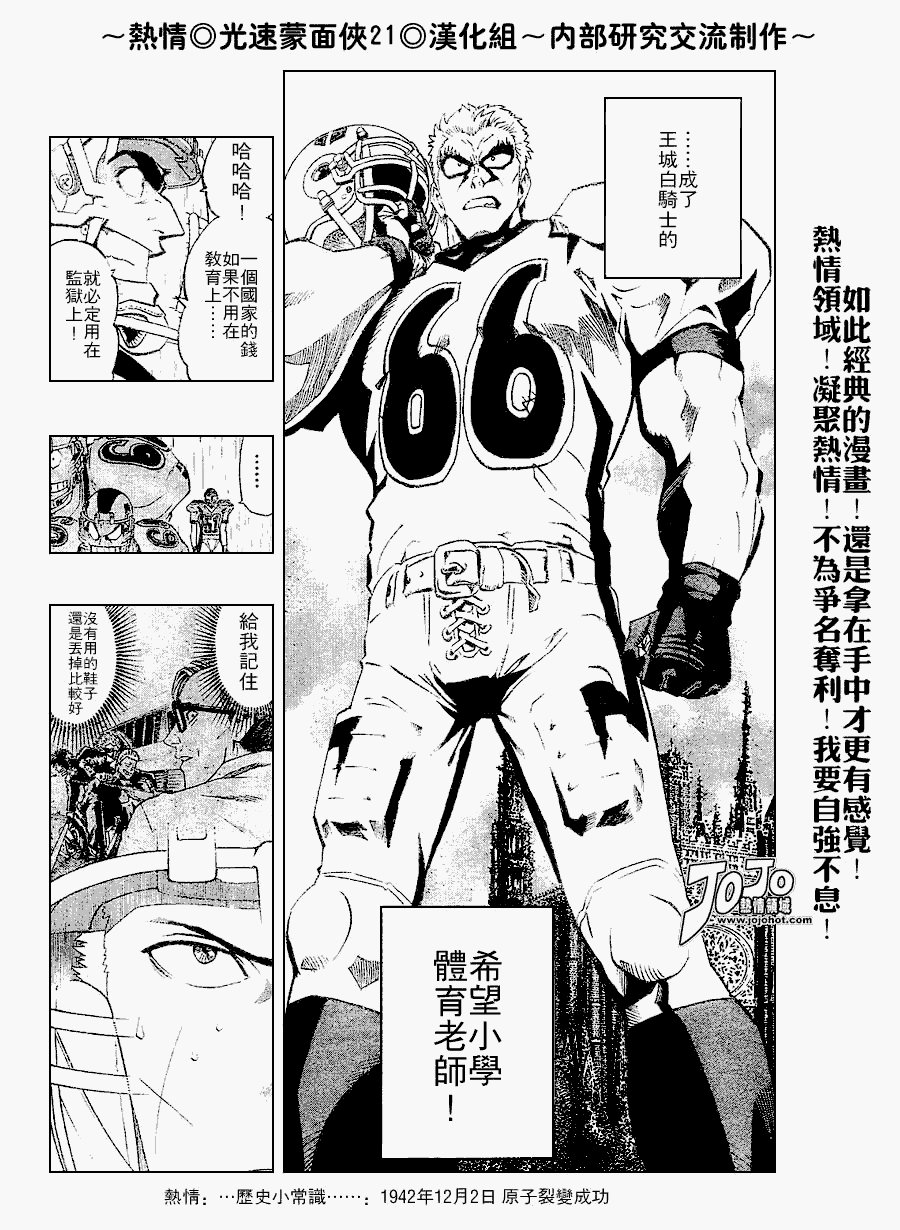 ～熱情◎光速蒙面俠21◎漢化組～内部研究交流制作～
……成了
王城白騎士的
希望小學
體育老師！
哈哈哈！
一個國家的錢
如果不用在
教育上……
就必定用在
監獄上！
……
給我記住
沒有用的鞋子
還是丟掉比較好
66
如此經典的漫畫！還是拿在手中才更有感覺！
熱情領域！凝聚熱情！不為爭名奪利！我要自強不息！
JOJO
熱情領域
www.jojohot.com
熱情：…歷史小常識……：1942年12月2日 原子裂變成功